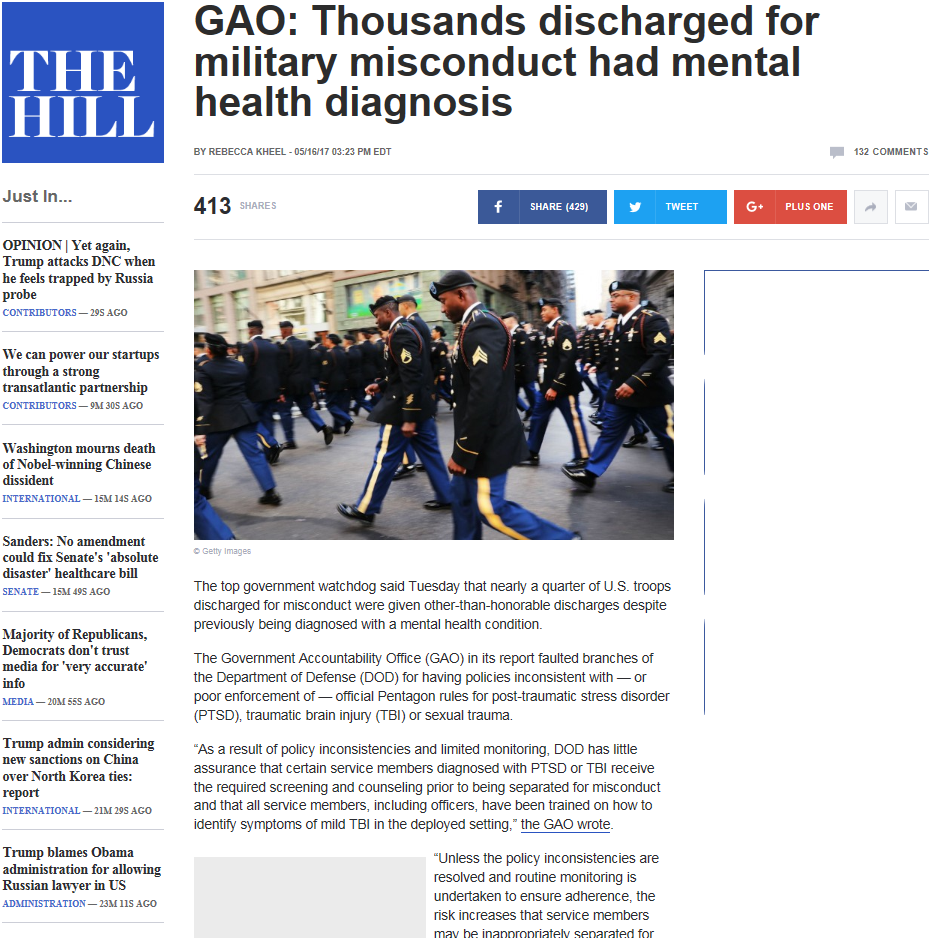 THE
HILL
GAO: Thousands discharged for
military misconduct had mental
health diagnosis
BY REBECCA KHEEL - 05/16/17 03:23 PM EDT
132 COMMENTS
413 SHARES
SHARE (429)
TWEET
G+ PLUS ONE
Just In...
OPINION | Yet again,
Trump attacks DNC when
he feels trapped by Russia
probe
CONTRIBUTORS — 29S AGO
We can power our startups
through a strong
transatlantic partnership
CONTRIBUTORS — 9M 30S AGO
Washington mourns death
of Nobel-winning Chinese
dissident
INTERNATIONAL — 15M 14S AGO
Sanders: No amendment
could fix Senate's 'absolute
disaster' healthcare bill
SENATE — 15M 49S AGO
Majority of Republicans,
Democrats don't trust
media for 'very accurate'
info
MEDIA — 20M 55S AGO
Trump admin considering
new sanctions on China
over North Korea ties:
report
INTERNATIONAL — 21M 29S AGO
Trump blames Obama
administration for allowing
Russian lawyer in US
ADMINISTRATION — 23M 11S AGO
© Getty Images
The top government watchdog said Tuesday that nearly a quarter of U.S. troops
discharged for misconduct were given other-than-honorable discharges despite
previously being diagnosed with a mental health condition.
The Government Accountability Office (GAO) in its report faulted branches of
the Department of Defense (DOD) for having policies inconsistent with — or
poor enforcement of — official Pentagon rules for post-traumatic stress disorder
(PTSD), traumatic brain injury (TBI) or sexual trauma.
“As a result of policy inconsistencies and limited monitoring, DOD has little
assurance that certain service members diagnosed with PTSD or TBI receive
the required screening and counseling prior to being separated for misconduct
and that all service members, including officers, have been trained on how to
identify symptoms of mild TBI in the deployed setting,” the GAO wrote.
“Unless the policy inconsistencies are
resolved and routine monitoring is
undertaken to ensure adherence, the
risk increases that service members
may be inappropriately separated for